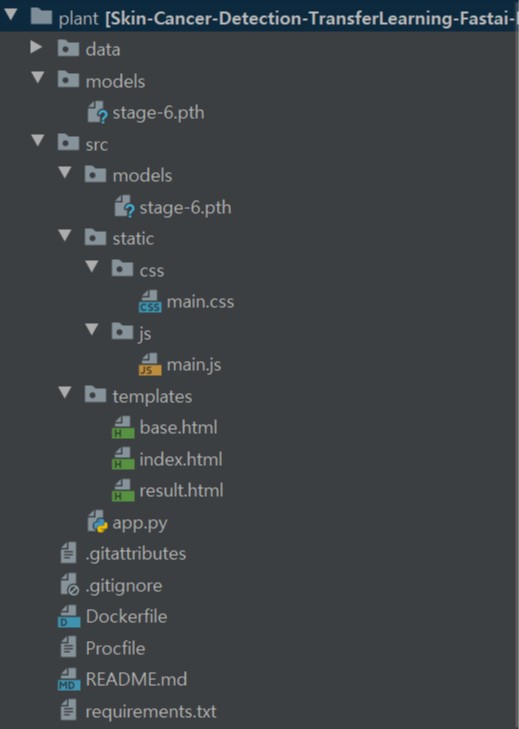 plant [Skin-Cancer-Detection-TransferLearning-Fastai-
data
models
stage-6.pth
src
models
stage-6.pth
static
css
main.css
js
main.js
templates
base.html
index.html
result.html
app.py
.gitattributes
.gitignore
Dockerfile
Procfile
README.md
requirements.txt